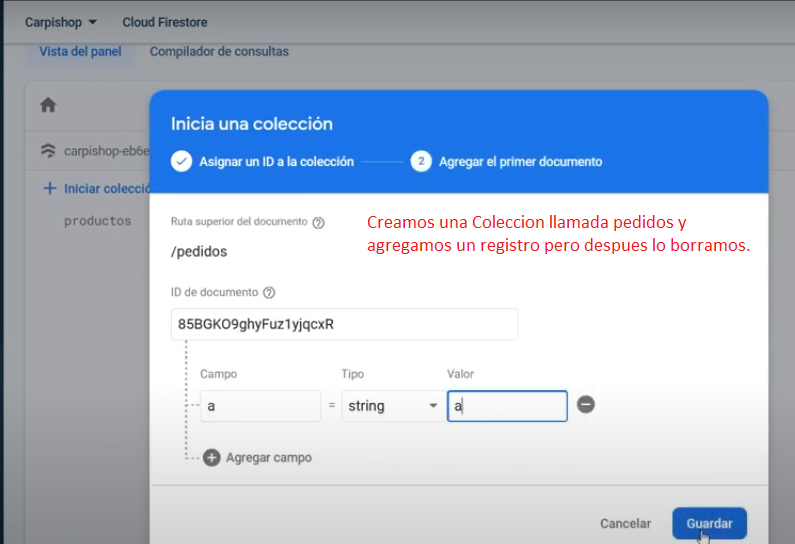 Carpishop
Cloud Firestore
Vista del panel
Compilador de consultas
carpishop-eb6e
Iniciar colecció
productos
Inicia una colección
Asignar un ID a la colección
2
Agregar el primer documento
Ruta superior del documento
/pedidos
Creamos una Coleccion llamada pedidos y
agregamos un registro pero despues lo borramos.
ID de documento
85BGKO9ghyFuz1yjqcxR
Campo
Tipo
Valor
a
=
string
a
Agregar campo
Cancelar
Guardar